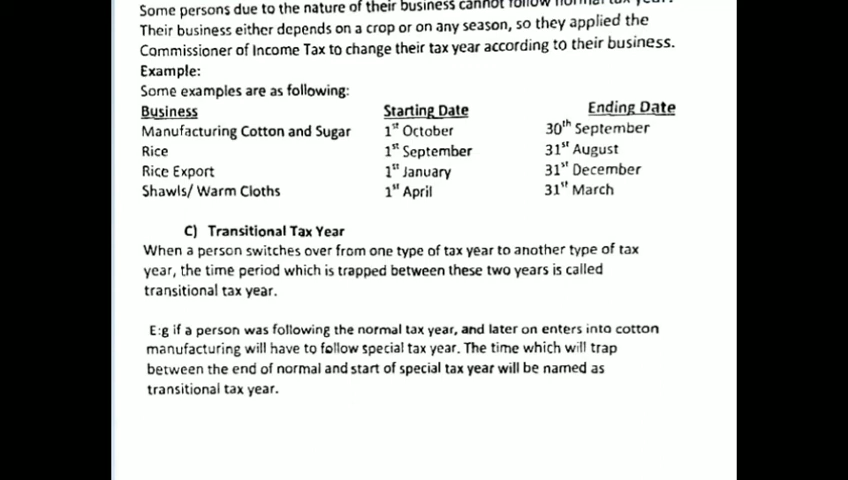 Some persons due to the nature of their business cannot follow normal tax year.
Their business either depends on a crop or on any season, so they applied the
Commissioner of Income Tax to change their tax year according to their business.
Example:
Some examples are as following:
Business Starting Date Ending Date
Manufacturing Cotton and Sugar 1st October 30th September
Rice 1st September 31st August
Rice Export 1st January 31st December
Shawls/ Warm Cloths 1st April 31st March
C) Transitional Tax Year
When a person switches over from one type of tax year to another type of tax
year, the time period which is trapped between these two years is called
transitional tax year.
E:g if a person was following the normal tax year, and later on enters into cotton
manufacturing will have to follow special tax year. The time which will trap
between the end of normal and start of special tax year will be named as
transitional tax year.